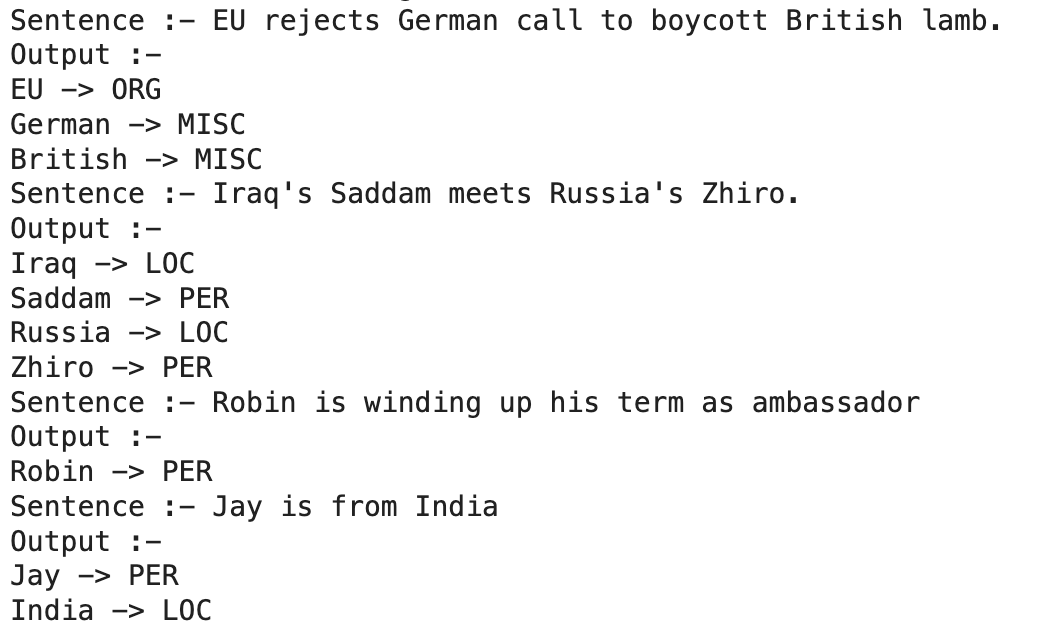 Sentence :- EU rejects German call to boycott British lamb.
Output :-
EU -> ORG
German -> MISC
British -> MISC
Sentence :- Iraq's Saddam meets Russia's Zhiro.
Output :-
Iraq -> LOC
Saddam -> PER
Russia -> LOC
Zhiro -> PER
Sentence :- Robin is winding up his term as ambassador
Output :-
Robin -> PER
Sentence :- Jay is from India
Output :-
Jay -> PER
India -> LOC